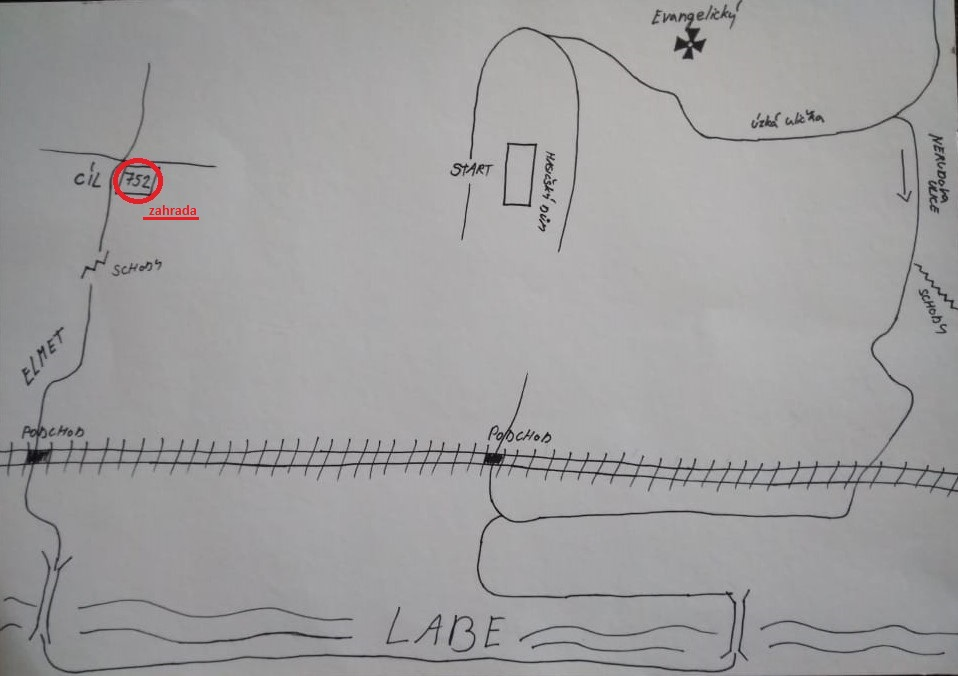 Evangelický
úzká ulička
START
HASIČSKÝ DŮM
NERUDOVA
ULICE
CÍL
752
zahrada
SCHODY
SCHODY
ELMET
PODCHOD
PODCHOD
LABE